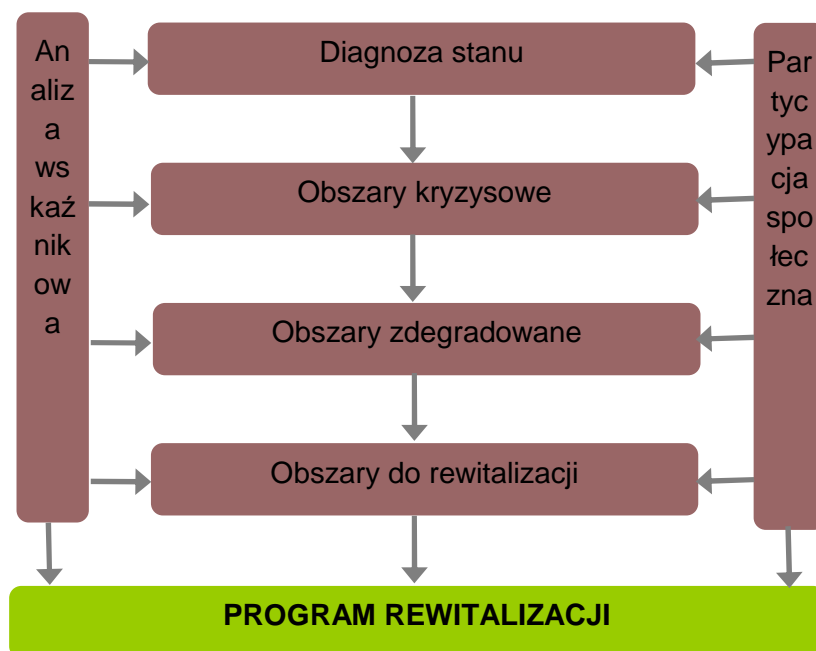 An
aliz
a
ws
kaź
nik
ow
a
Diagnoza stanu
Obszary kryzysowe
Obszary zdegradowane
Obszary do rewitalizacji
Par
tyc
ypa
cja
spo
łec
zna
PROGRAM REWITALIZACJI